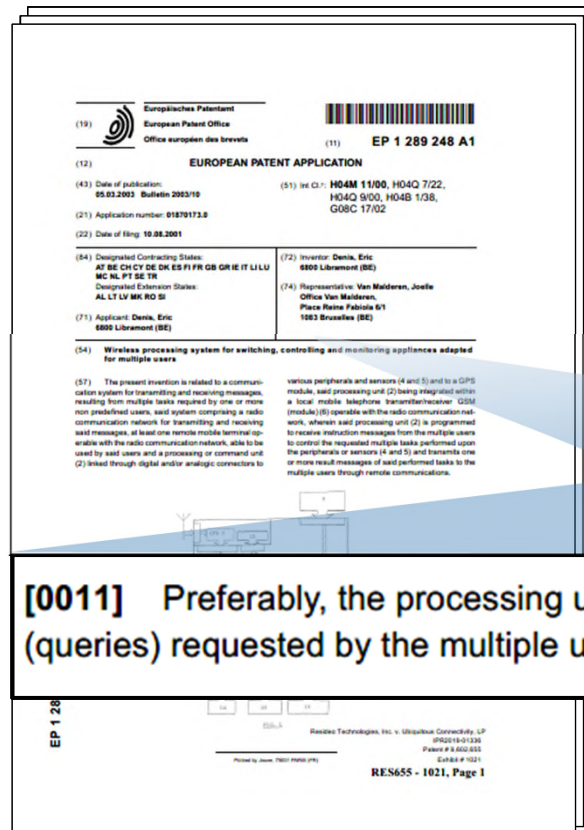 Europäisches Patentamt
(19) European Patent Office
Office européen des brevets
(11) EP 1 289 248 A1
(12) EUROPEAN PATENT APPLICATION
(43) Date of publication:
05.03.2003 Bulletin 2003/10
(21) Application number: 01870173.0
(22) Date of filing: 10.08.2001
(51) Int Cl.7: H04M 11/00, H04Q 7/22,
H04Q 9/00, H04B 1/38,
G08C 17/02
(84) Designated Contracting States:
AT BE CH CY DE DK ES FI FR GB GR IE IT LI LU
MC NL PT SE TR
Designated Extension States:
AL LT LV MK RO SI
(71) Applicant: Denis, Eric
6800 Libramont (BE)
(72) Inventor: Denis, Eric
6800 Libramont (BE)
(74) Representative: Van Malderen, Joelle
Office Van Malderen,
Place Reine Fabiola 6/1
1083 Bruxelles (BE)
(54) Wireless processing system for switching, controlling and monitoring appliances adapted
for multiple users
(57) The present invention is related to a communi-
cation system for transmitting and receiving messages,
resulting from multiple tasks required by one or more
non predefined users, said system comprising a radio
communication network for transmitting and receiving
said messages, at least one remote mobile terminal op-
erable with the radio communication network, able to be
used by said users and a processing or command unit
(2) linked through digital and/or analogic connectors to
various peripherals and sensors (4 and 5) and to a GPS
module, said processing unit (2) being integrated within
a local mobile telephone transmitter/receiver GSM
(module) (6) operable with the radio communication net-
work, wherein said processing unit (2) is programmed
to receive instruction messages from the multiple users
to control the requested multiple tasks performed upon
the peripherals or sensors (4 and 5) and transmits one
or more result messages of said performed tasks to the
multiple users through remote communications.
[0011] Preferably, the processing u
(queries) requested by the multiple u
EP 1 28
Resideo Technologies, Inc. v. Ubiquitous Connectivity, LP
IPR2019-01336
Patent # 8,602,655
Exhibit # 1021
Printed by Jouve, 75001 PARIS (FR)
RES655 - 1021, Page 1